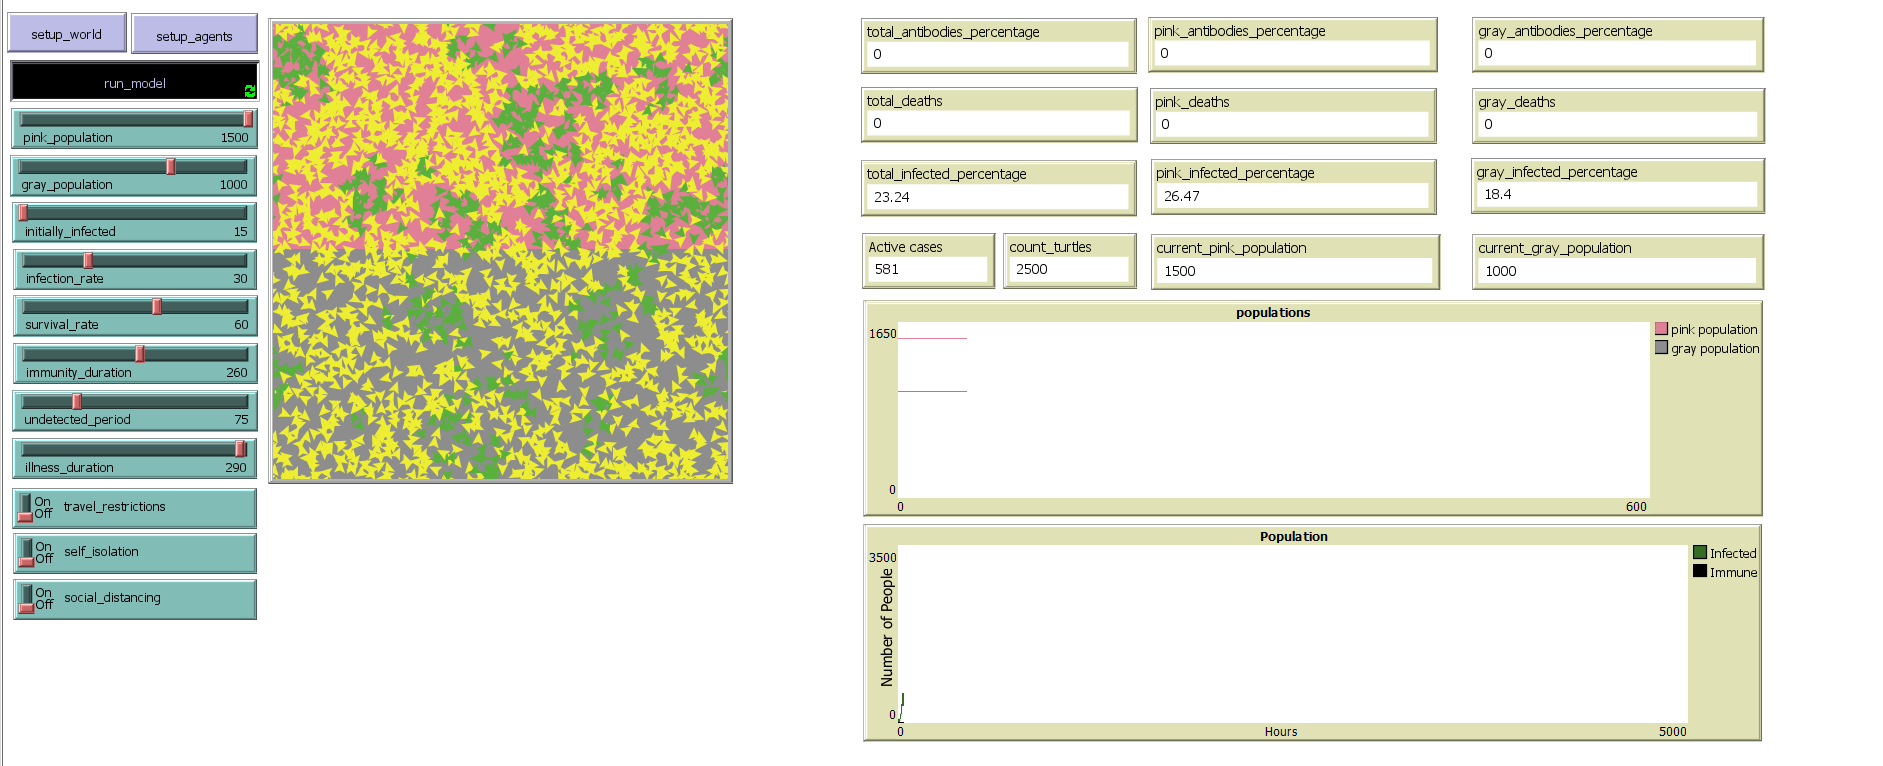 setup_world
setup_agents
run_model
pink_population 1500
gray_population 1000
initially_infected 15
infection_rate 30
survival_rate 60
immunity_duration 260
undetected_period 75
illness_duration 290
On
Off
travel_restrictions
On
Off
self_isolation
On
Off
social_distancing
total_antibodies_percentage
0
pink_antibodies_percentage
0
gray_antibodies_percentage
0
total_deaths
0
pink_deaths
0
gray_deaths
0
total_infected_percentage
23.24
pink_infected_percentage
26.47
gray_infected_percentage
18.4
Active cases
581
count_turtles
2500
current_pink_population
1500
current_gray_population
1000
populations
1650
0
0
600
pink population
gray population
Population
3500
Number of People
0
0
Hours
5000
Infected
Immune